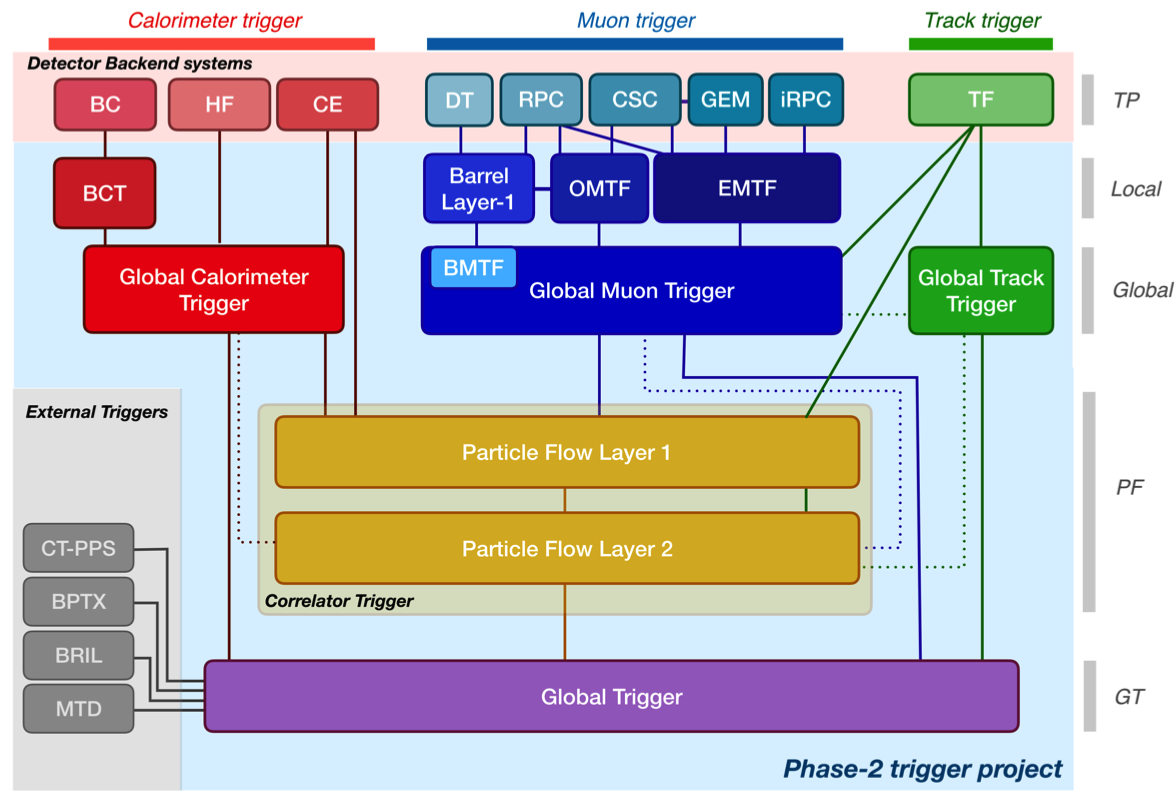 Calorimeter trigger
Muon trigger
Track trigger
Detector Backend systems
BC
HF
CE
DT
RPC
CSC
GEM
iRPC
TF
TP
BCT
Barrel
Layer-1
OMTF
EMTF
Local
Global Calorimeter
Trigger
BMTF
Global Muon Trigger
Global Track
Trigger
Global
External Triggers
Particle Flow Layer 1
PF
CT-PPS
Particle Flow Layer 2
BPTX
Correlator Trigger
BRIL
MTD
Global Trigger
GT
Phase-2 trigger project